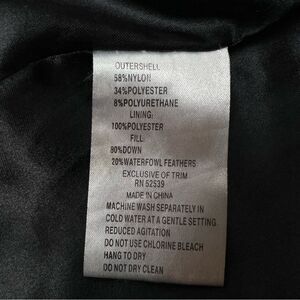 OUTERSHELL
58%NYLON
34%POLYESTER
8%POLYURETHANE
LINING:
100%POLYESTER
FILL:
80%DOWN
20%WATERFOWL FEATHERS
EXCLUSIVE OF TRIM
RN 52539
MADE IN CHINA
MACHINE WASH SEPARATELY IN
COLD WATER AT A GENTLE SETTING.
REDUCED AGITATION
DO NOT USE CHLORINE BLEACH
HANG TO DRY
DO NOT DRY CLEAN